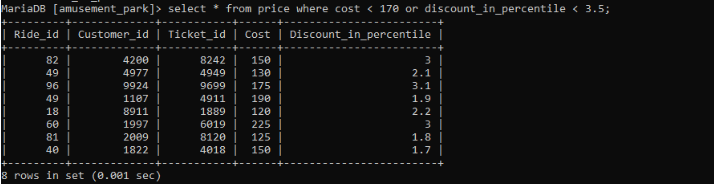 MariaDB [amusement_park]> select * from price where cost < 170 or discount_in_percentile < 3.5;
+---------+-------------+-----------+------+------------------------+
| Ride_id | Customer_id | Ticket_id | Cost | Discount_in_percentile |
+---------+-------------+-----------+------+------------------------+
|      82 |        4200 |      8242 | 150  |                      3 |
|      49 |        4977 |      4949 | 130  |                    2.1 |
|      96 |        9924 |      9699 | 175  |                    3.1 |
|      49 |        1107 |      4911 | 190  |                    1.9 |
|      18 |        8911 |      1889 | 120  |                    2.2 |
|      60 |        1997 |      6019 | 225  |                      3 |
|      81 |        2009 |      8120 | 125  |                    1.8 |
|      40 |        1822 |      4018 | 150  |                    1.7 |
+---------+-------------+-----------+------+------------------------+
8 rows in set (0.001 sec)